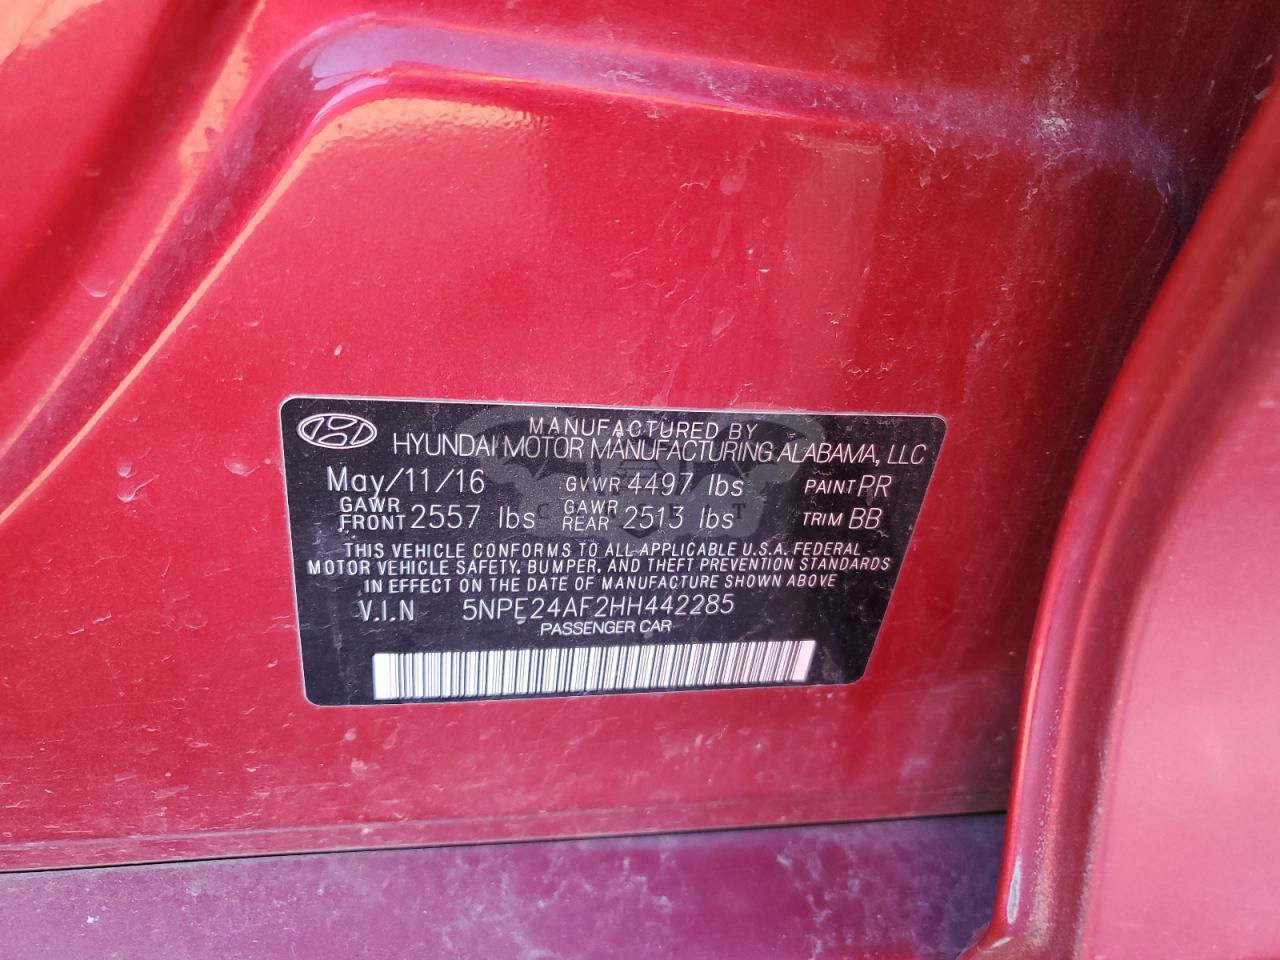 MANUFACTURED BY
HYUNDAI MOTOR MANUFACTURING ALABAMA, LLC
May/11/16 GVWR 4497 lbs PAINT PR
GAWR FRONT 2557 lbs GAWR REAR 2513 lbs TRIM BB
THIS VEHICLE CONFORMS TO ALL APPLICABLE U.S.A. FEDERAL
MOTOR VEHICLE SAFETY, BUMPER, AND THEFT PREVENTION STANDARDS
IN EFFECT ON THE DATE OF MANUFACTURE SHOWN ABOVE
V.I.N 5NPE24AF2HH442285
PASSENGER CAR